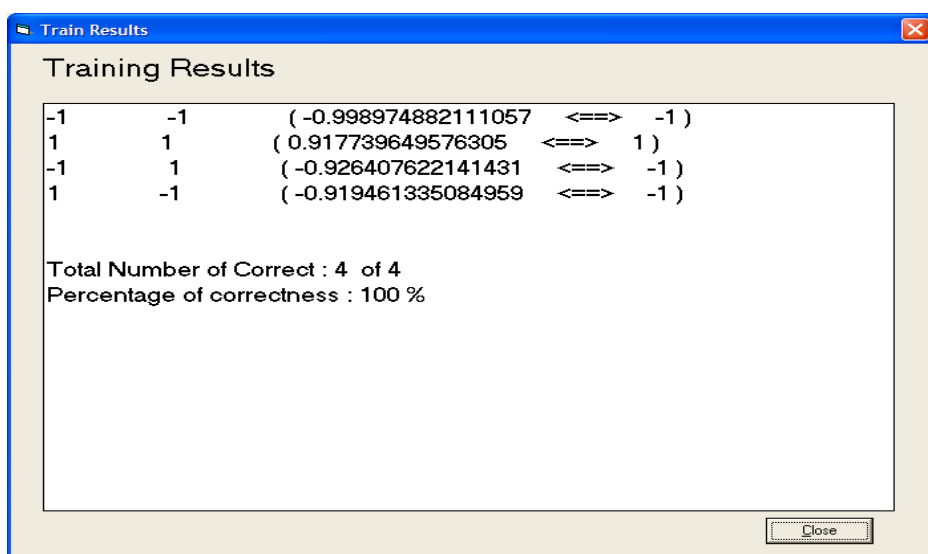 Train Results
Training Results
-1 -1 ( -0.998974882111057 <==> -1 )
1 1 ( 0.917739649576305 <==> 1 )
-1 1 ( -0.926407622141431 <==> -1 )
1 -1 ( -0.919461335084959 <==> -1 )
Total Number of Correct : 4 of 4
Percentage of correctness : 100 %
Close